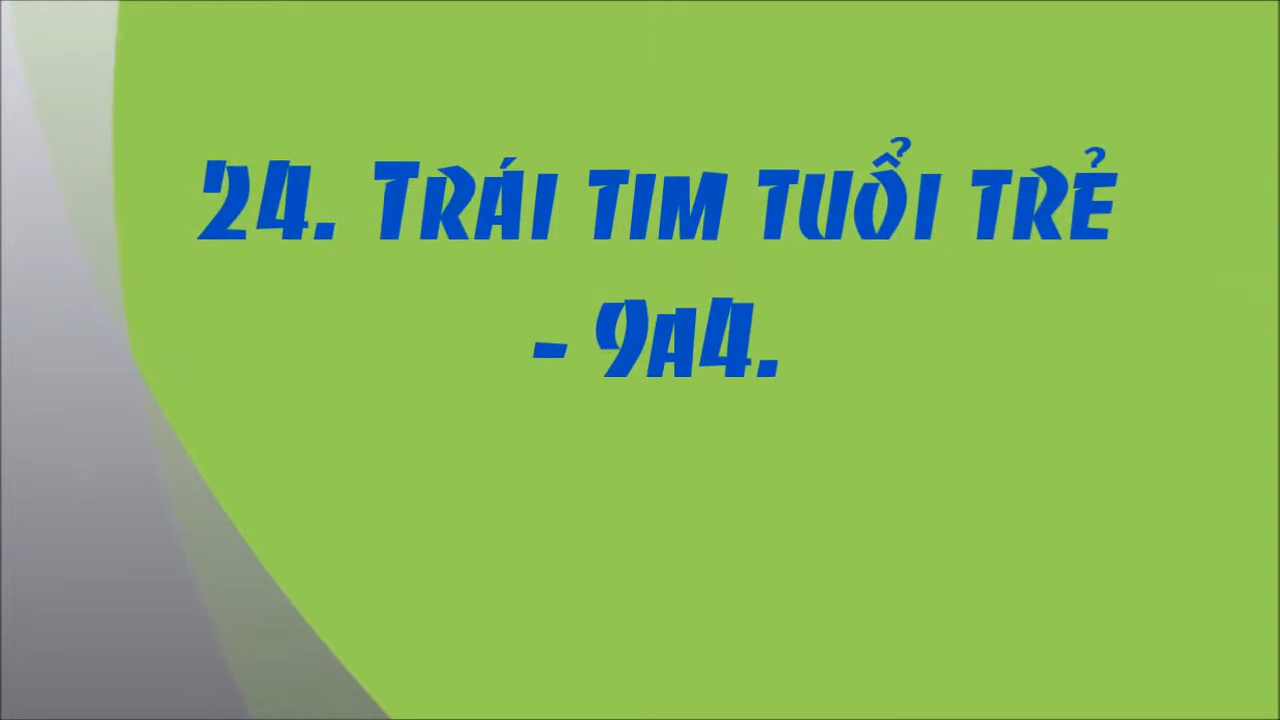 24. Trái tim tuổi trẻ
- 9a4.